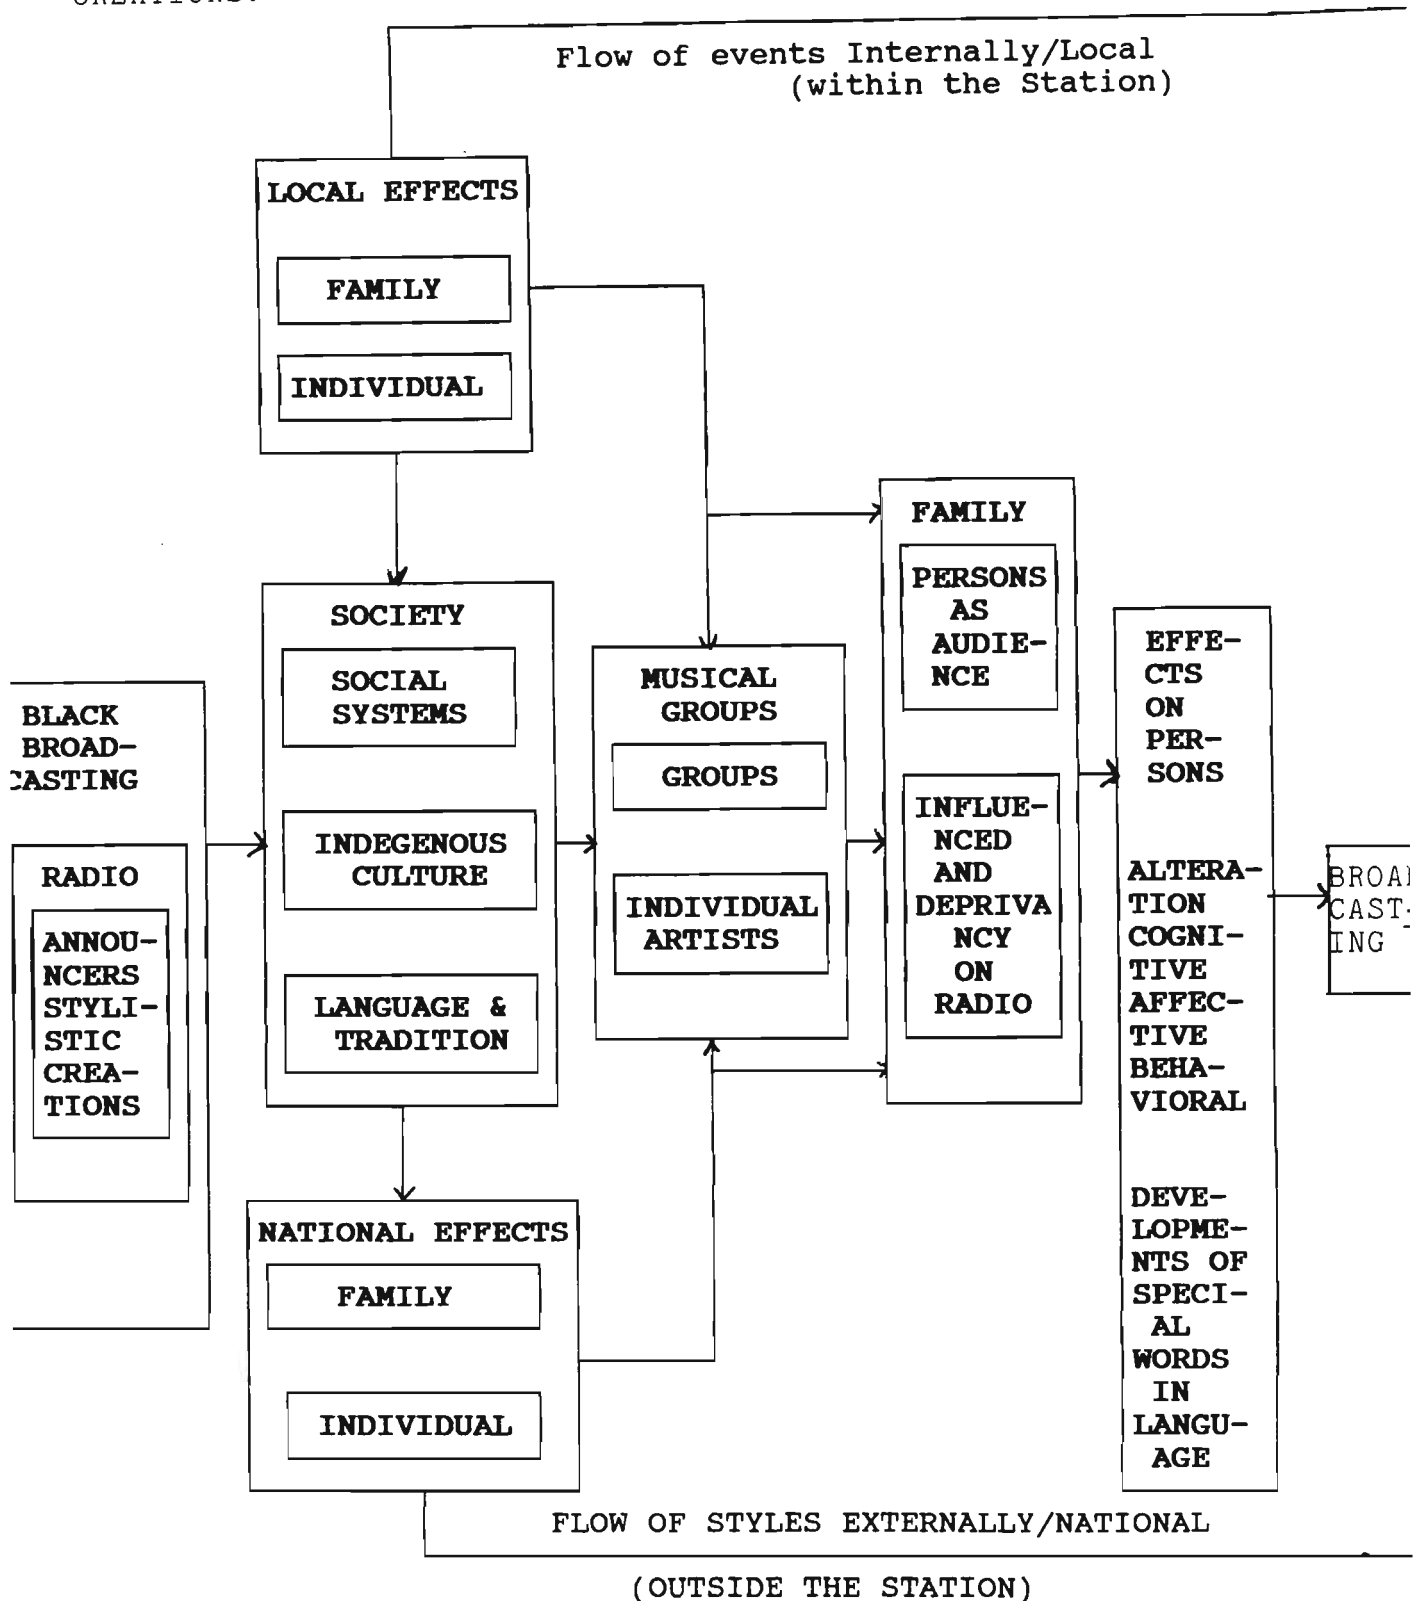 Flow of events Internally/Local
(within the Station)
LOCAL EFFECTS
FAMILY
INDIVIDUAL
SOCIETY
SOCIAL
SYSTEMS
INDEGENOUS
CULTURE
LANGUAGE &
TRADITION
BLACK
BROAD-
CASTING
RADIO
ANNOU-
NCERS
STYLI-
STIC
CREA-
TIONS
NATIONAL EFFECTS
FAMILY
INDIVIDUAL
MUSICAL
GROUPS
GROUPS
INDIVIDUAL
ARTISTS
FAMILY
PERSONS
AS
AUDIE-
NCE
INFLUE-
NCED
AND
DEPRIVA
NCY
ON
RADIO
EFFE-
CTS
ON
PER-
SONS
ALTERA-
TION
COGNI-
TIVE
AFFEC-
TIVE
BEHA-
VIORAL
DEVE-
LOPME-
NTS OF
SPECI-
AL
WORDS
IN
LANGU-
AGE
BROAD
CAST-
ING
FLOW OF STYLES EXTERNALLY/NATIONAL
(OUTSIDE THE STATION)